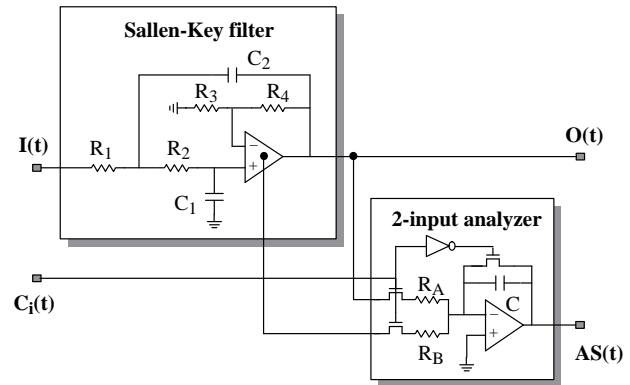 Sallen-Key filter
C2
R3
R4
I(t)
R1
R2
O(t)
C1
2-input analyzer
Ci(t)
RA
C
RB
AS(t)